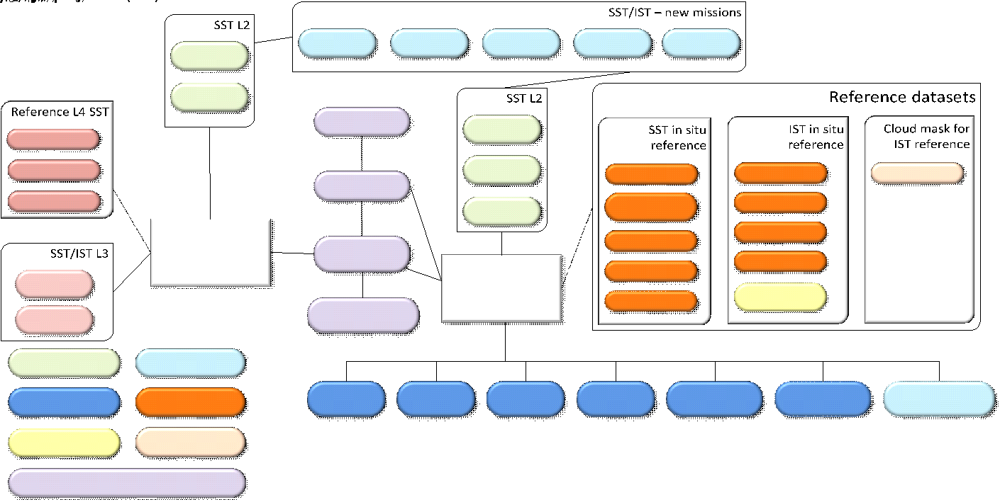 SST/IST – new missions
SST L2
SST L2
Reference datasets
Reference L4 SST
SST in situ
reference
IST in situ
reference
Cloud mask for
IST reference
SST/IST L3